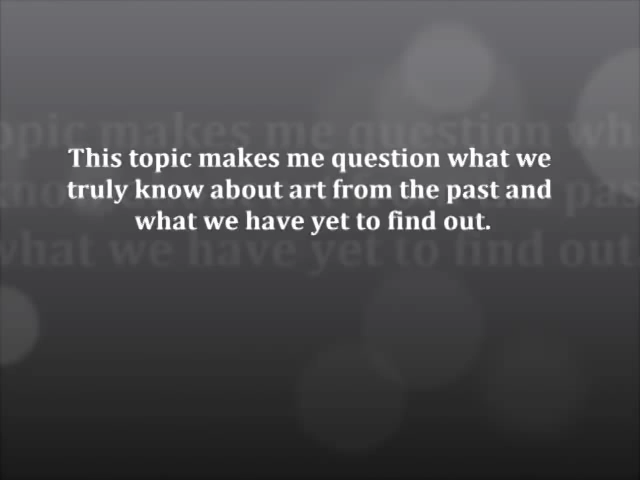 This topic makes me question what we
truly know about art from the past and
what we have yet to find out.